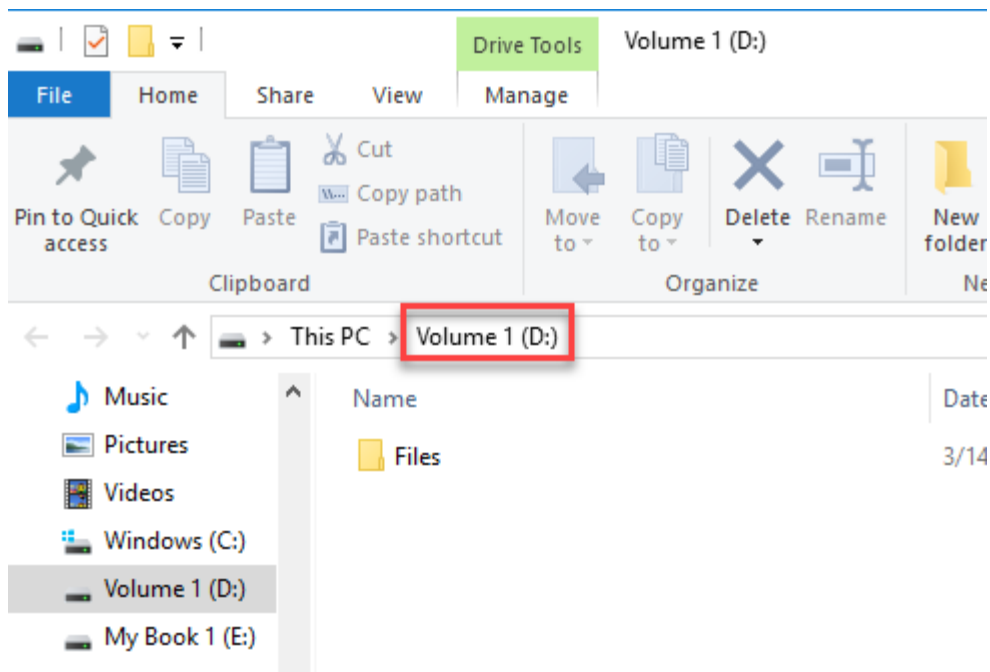 Drive Tools Volume 1 (D:)
File Home Share View Manage
Cut
Copy path
Paste shortcut
Pin to Quick access
Copy
Paste
Move to
Copy to
Delete
Rename
New folder
Clipboard Organize
This PC > Volume 1 (D:)
Music
Pictures
Videos
Windows (C:)
Volume 1 (D:)
My Book 1 (E:)
Name
Files 3/14